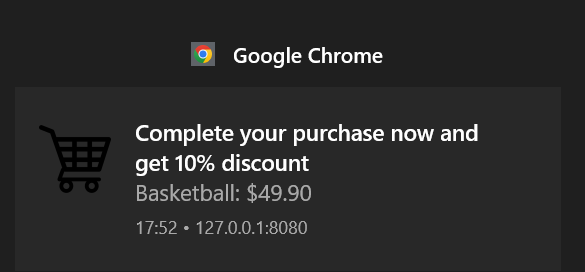 Google Chrome
Complete your purchase now and
get 10% discount
Basketball: $49.90
17:52 • 127.0.0.1:8080